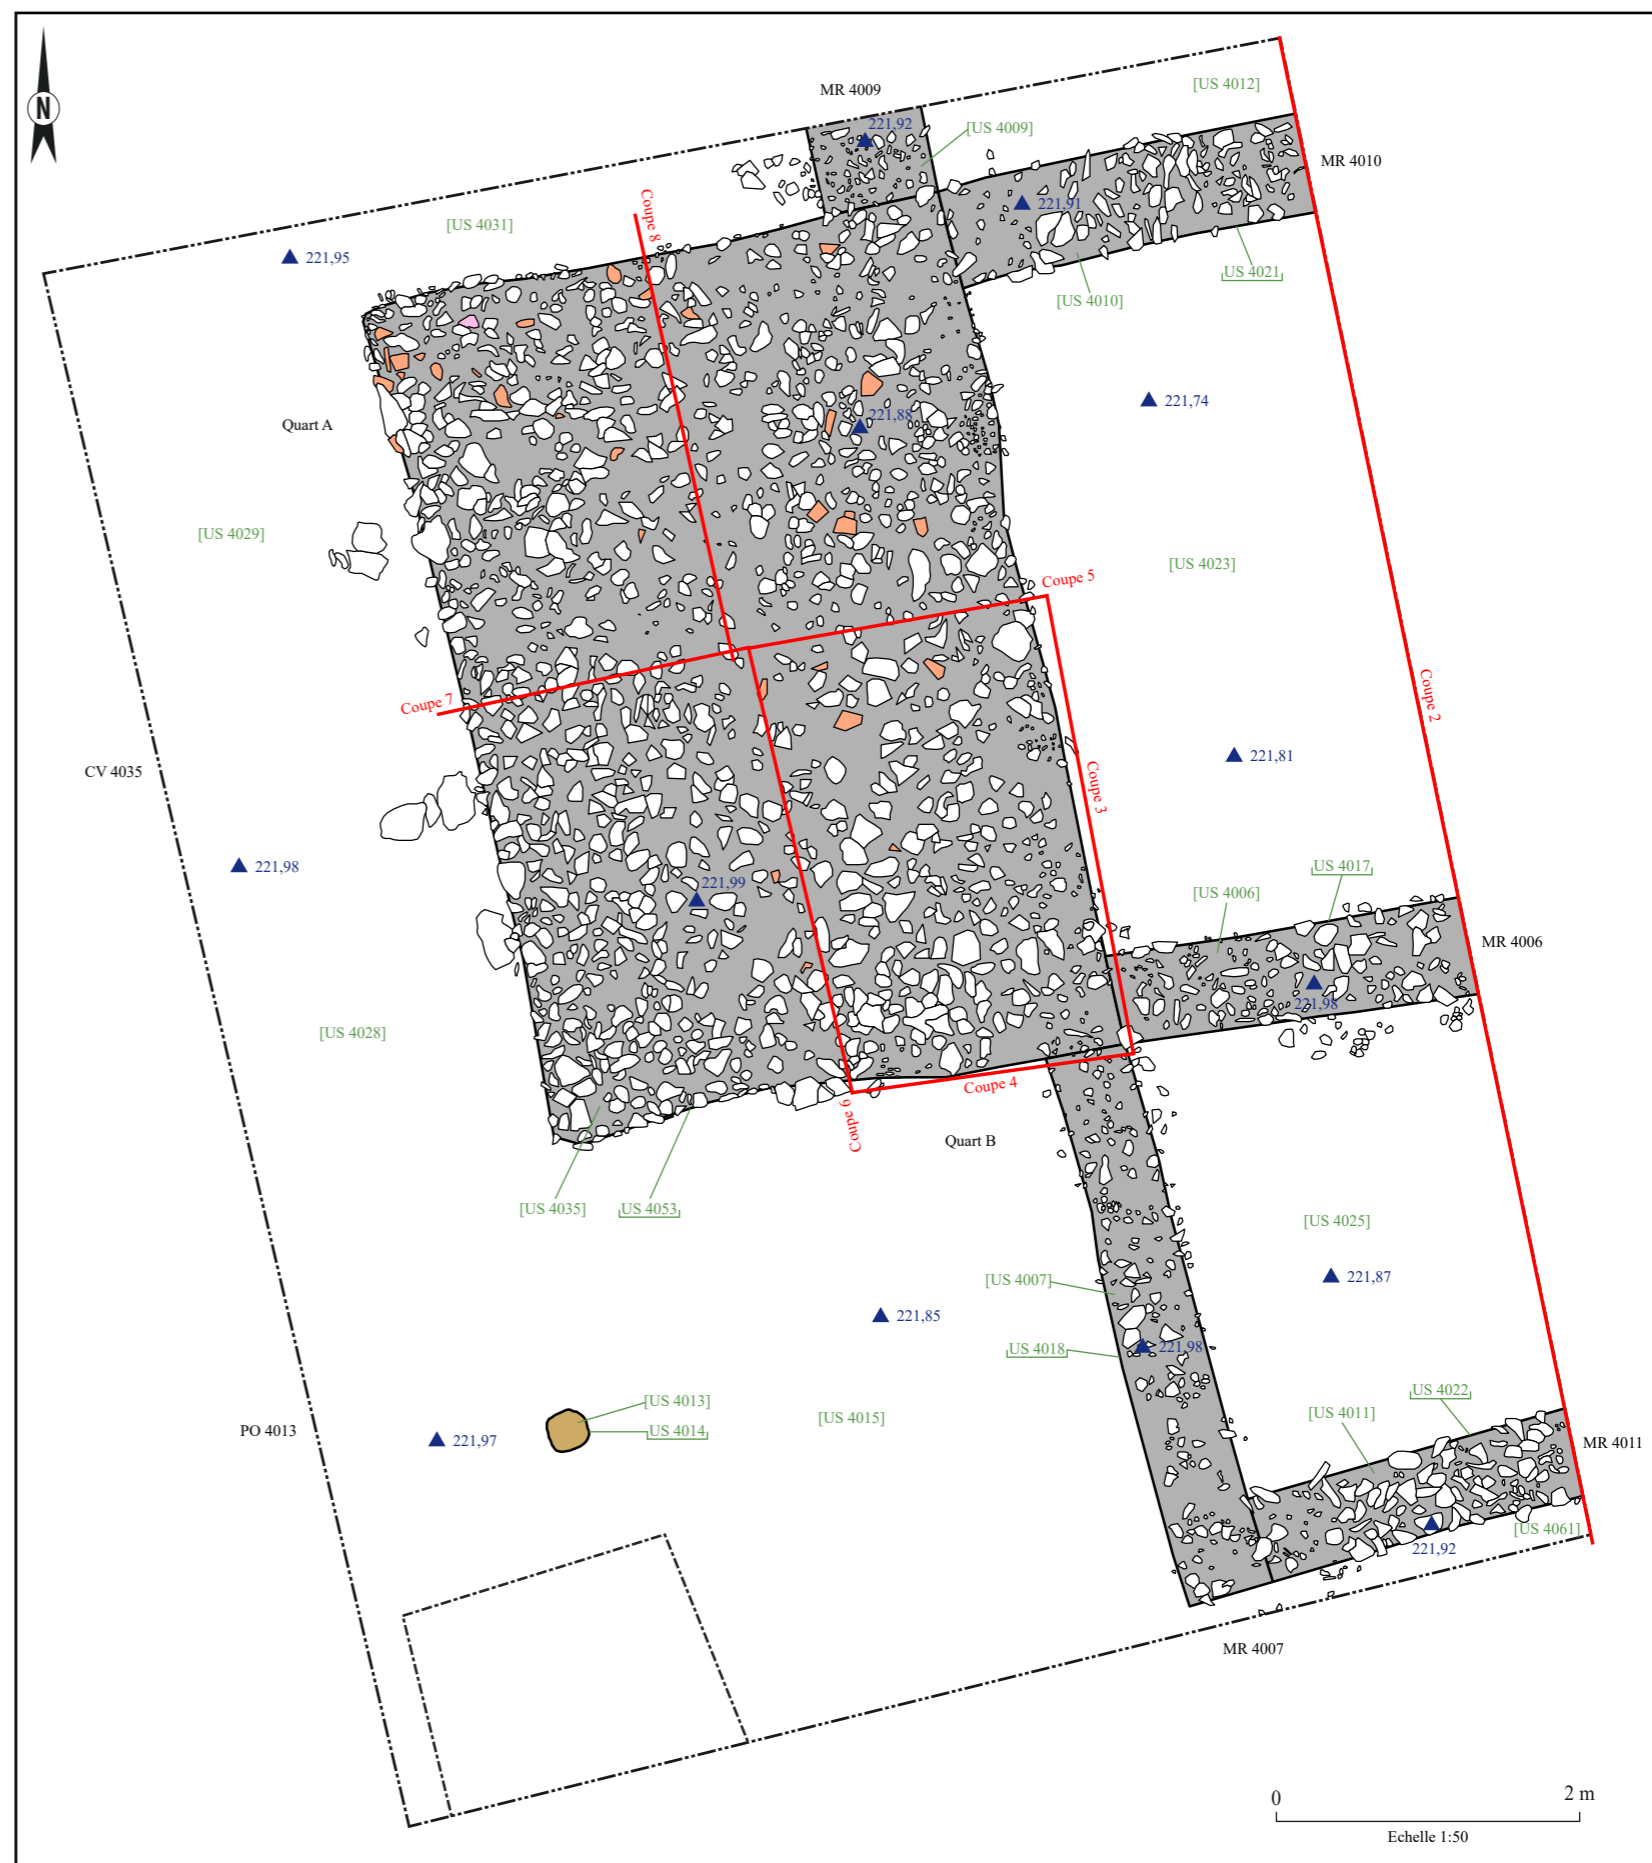 N
MR 4009
[US 4012]
221,92
[US 4009]
MR 4010
221,91
Coupe 8
[US 4031]
221,95
US 4021
[US 4010]
221,74
221,88
Quart A
[US 4029]
[US 4023]
Coupe 5
Coupe 7
Coupe 2
221,81
CV 4035
Coupe 3
221,98
US 4017
221,99
[US 4006]
MR 4006
221,98
[US 4028]
Coupe 4
Coupe 6
Quart B
[US 4035]
US 4053
[US 4025]
[US 4007]
221,87
221,85
US 4018
221,98
US 4022
[US 4013]
[US 4011]
[US 4015]
PO 4013
US 4014
221,97
MR 4011
[US 4061]
221,92
MR 4007
0 2 m
Echelle 1:50